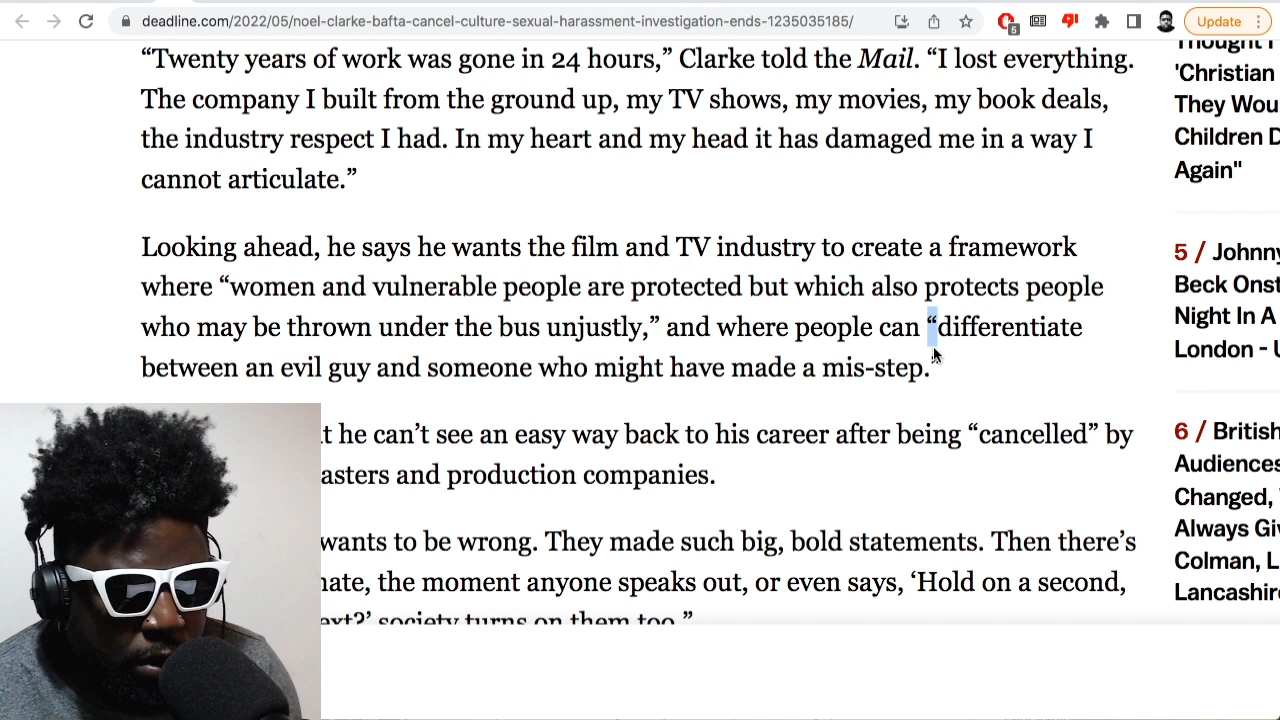 deadline.com/2022/05/noel-clarke-bafta-cancel-culture-sexual-harassment-investigation-ends-1235035185/
5
Update
“Twenty years of work was gone in 24 hours,” Clarke told the Mail. “I lost everything.
The company I built from the ground up, my TV shows, my movies, my book deals,
the industry respect I had. In my heart and my head it has damaged me in a way I
cannot articulate.”
Looking ahead, he says he wants the film and TV industry to create a framework
where “women and vulnerable people are protected but which also protects people
who may be thrown under the bus unjustly,” and where people can “differentiate
between an evil guy and someone who might have made a mis-step.”
he can’t see an easy way back to his career after being “cancelled” by
asters and production companies.
wants to be wrong. They made such big, bold statements. Then there’s
ate, the moment anyone speaks out, or even says, ‘Hold on a second,
ext?’ society turns on them too.”
Thought I
'Christian
They Wou
Children D
Again"
5 / Johnny
Beck Onst
Night In A
London - U
6 / British
Audiences
Changed,
Always Giv
Colman, L
Lancashire